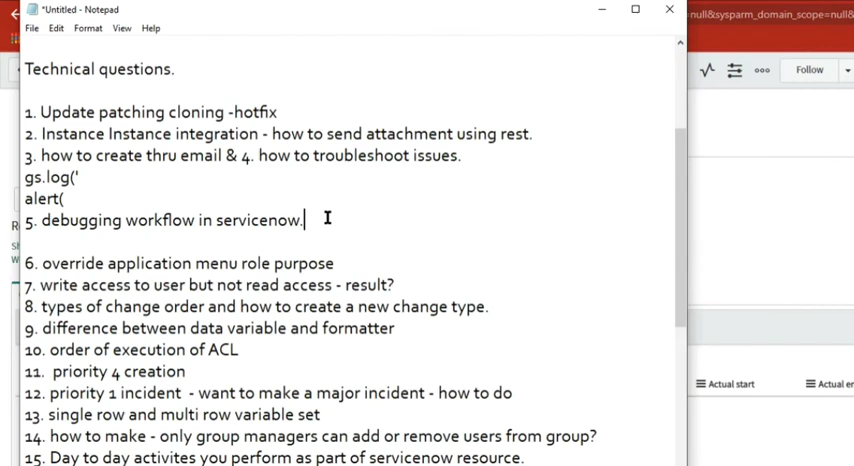 *Untitled - Notepad
File Edit Format View Help
Technical questions.
1. Update patching cloning -hotfix
2. Instance Instance integration - how to send attachment using rest.
3. how to create thru email & 4. how to troubleshoot issues.
gs.log('
alert(
5. debugging workflow in servicenow.
6. override application menu role purpose
7. write access to user but not read access - result?
8. types of change order and how to create a new change type.
9. difference between data variable and formatter
10. order of execution of ACL
11. priority 4 creation
12. priority 1 incident - want to make a major incident - how to do
13. single row and multi row variable set
14. how to make - only group managers can add or remove users from group?
15. Day to day activites you perform as part of servicenow resource.
=null&sysparm_domain_scope=null&
Follow
Actual start
Actual er